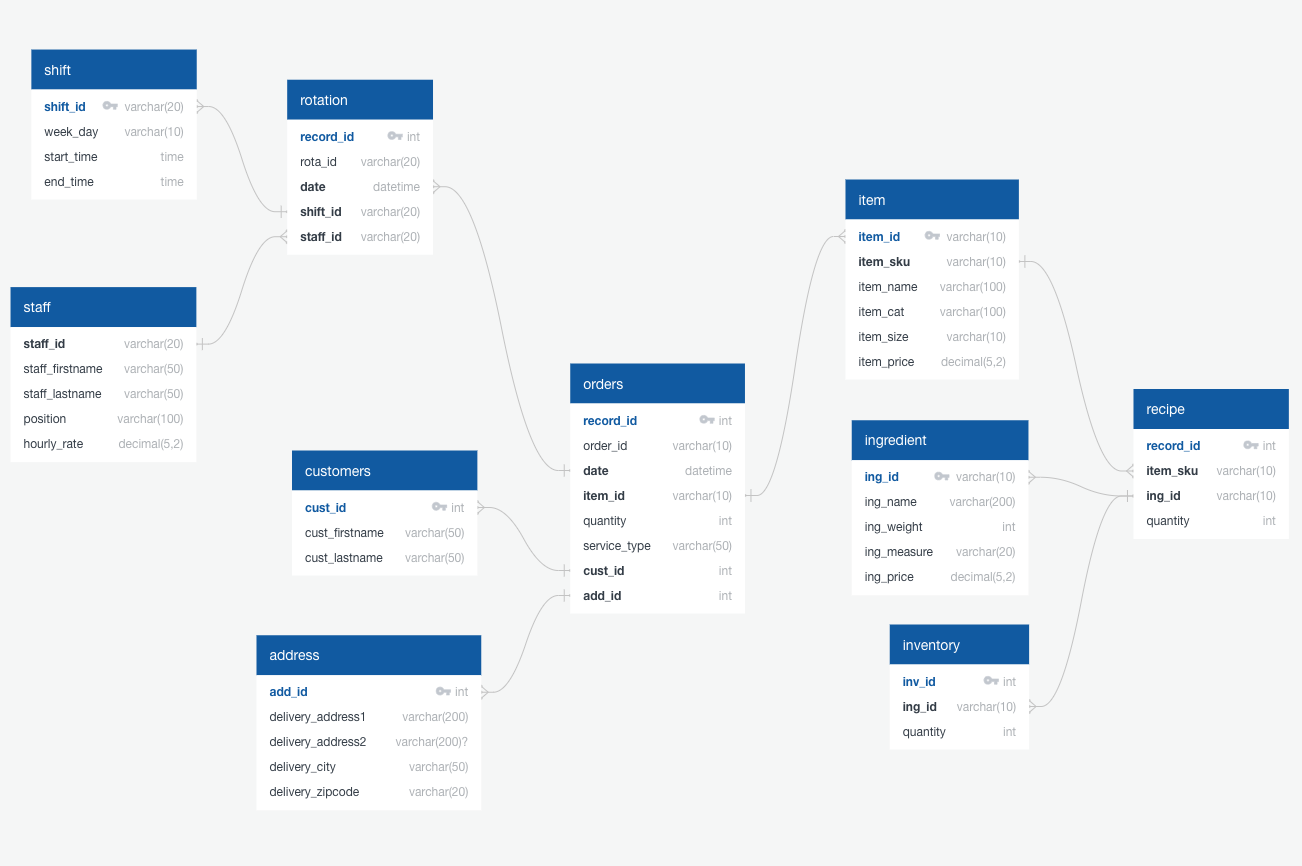 shift
shift_id varchar(20)
week_day varchar(10)
start_time time
end_time time
rotation
record_id int
rota_id varchar(20)
date datetime
shift_id varchar(20)
staff_id varchar(20)
staff
staff_id varchar(20)
staff_firstname varchar(50)
staff_lastname varchar(50)
position varchar(100)
hourly_rate decimal(5,2)
customers
cust_id int
cust_firstname varchar(50)
cust_lastname varchar(50)
address
add_id int
delivery_address1 varchar(200)
delivery_address2 varchar(200)?
delivery_city varchar(50)
delivery_zipcode varchar(20)
orders
record_id int
order_id varchar(10)
date datetime
item_id varchar(10)
quantity int
service_type varchar(50)
cust_id int
add_id int
item
item_id varchar(10)
item_sku varchar(10)
item_name varchar(100)
item_cat varchar(100)
item_size varchar(10)
item_price decimal(5,2)
ingredient
ing_id varchar(10)
ing_name varchar(200)
ing_weight int
ing_measure varchar(20)
ing_price decimal(5,2)
inventory
inv_id int
ing_id varchar(10)
quantity int
recipe
record_id int
item_sku varchar(10)
ing_id varchar(10)
quantity int